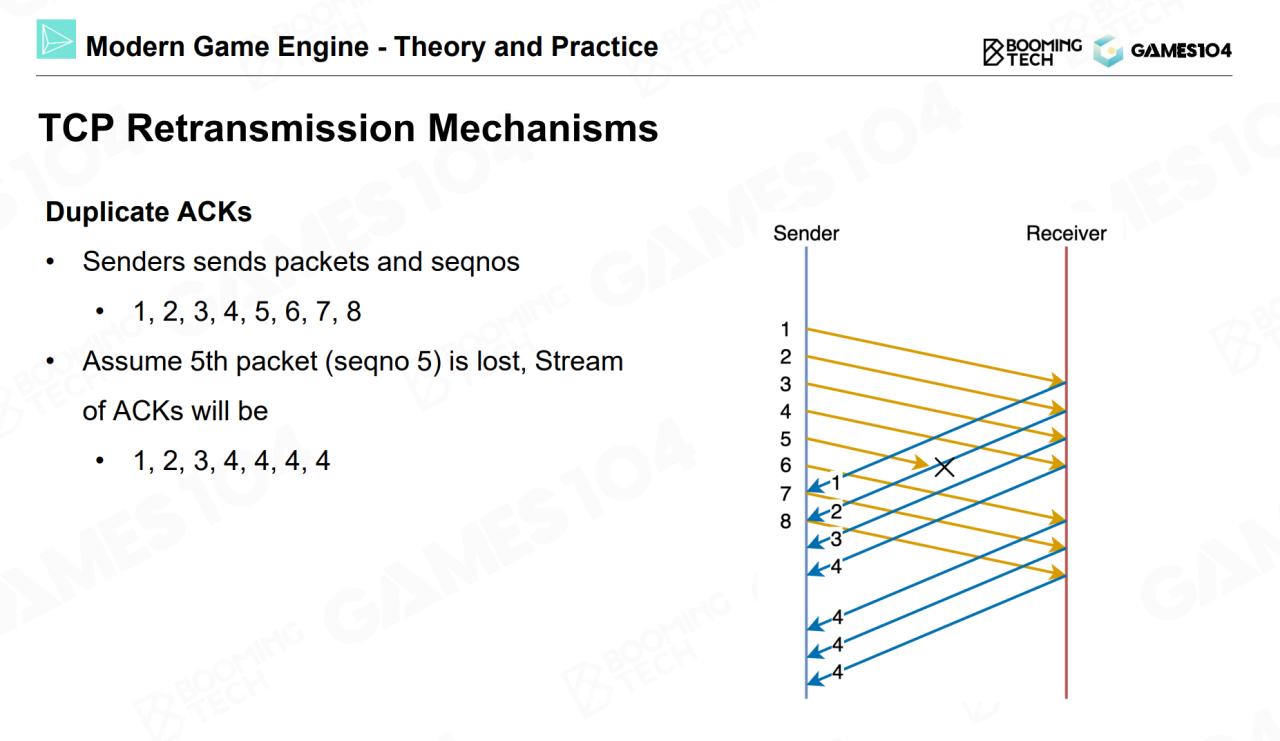 Modern Game Engine - Theory and Practice
BOOMING
TECH
GAMES104
TCP Retransmission Mechanisms
Duplicate ACKs
• Senders sends packets and seqnos
• 1, 2, 3, 4, 5, 6, 7, 8
• Assume 5th packet (seqno 5) is lost, Stream
of ACKs will be
• 1, 2, 3, 4, 4, 4, 4
Sender Receiver
1
2
3
4
5
6
7
8
1
2
3
4
4
4
4